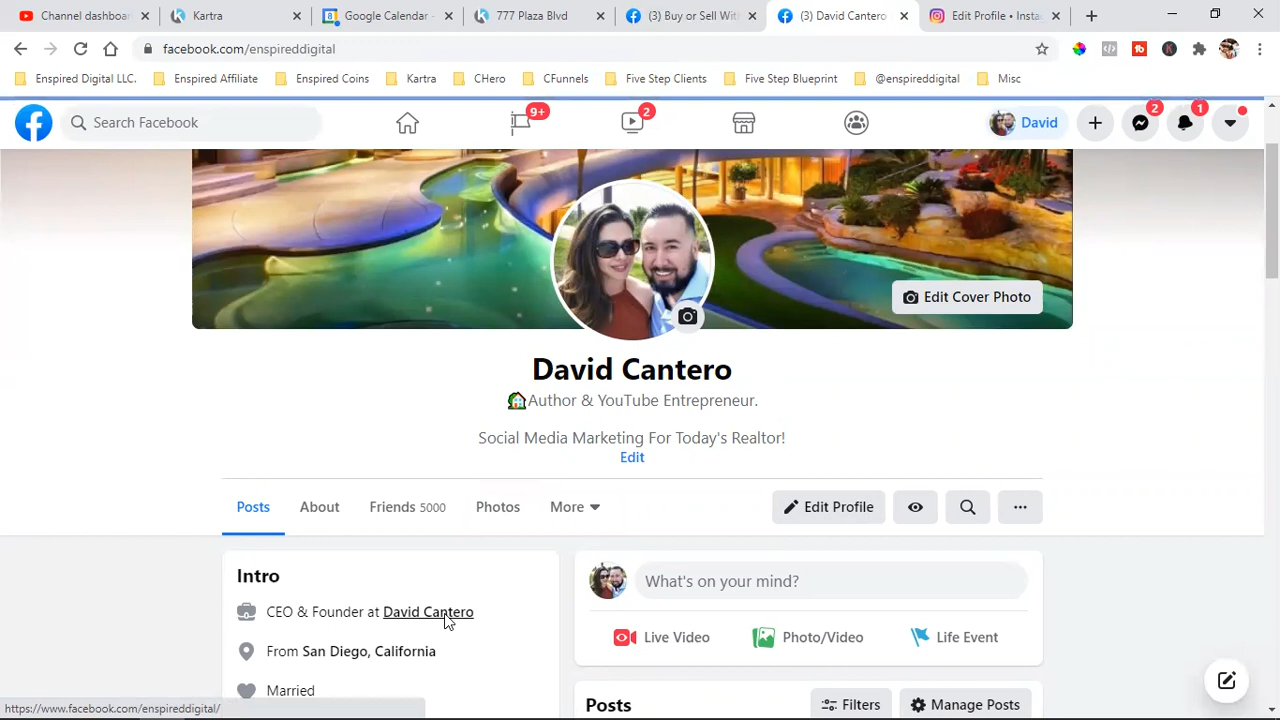 Channel dashboar
Kartra
Google Calendar -
777 Plaza Blvd
(3) Buy or Sell Wit
(3) David Cantero
Edit Profile • Inst
facebook.com/enspireddigital
Enspired Digital LLC.
Enspired Affiliate
Enspired Coins
Kartra
CHero
CFunnels
Five Step Clients
Five Step Blueprint
@enspireddigital
Misc
Search Facebook
9+
2
David
2
1
Edit Cover Photo
David Cantero
Author & YouTube Entrepreneur.
Social Media Marketing For Today's Realtor!
Edit
Posts
About
Friends 5000
Photos
More
Edit Profile
Intro
CEO & Founder at David Cantero
From San Diego, California
Married
What's on your mind?
Live Video
Photo/Video
Life Event
Posts
Filters
Manage Posts
https://www.facebook.com/enspireddigital/